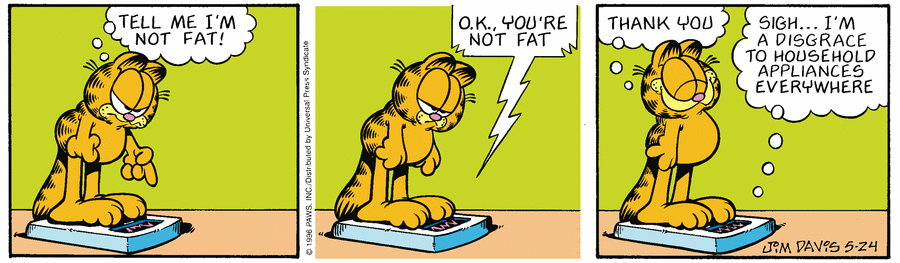 TELL ME I'M
NOT FAT!
© 1996 PAWS, INC./Distributed by Universal Press Syndicate
O.K., YOU'RE
NOT FAT
THANK YOU
SIGH... I'M
A DISGRACE
TO HOUSEHOLD
APPLIANCES
EVERYWHERE
JIM DAVIS 5-24